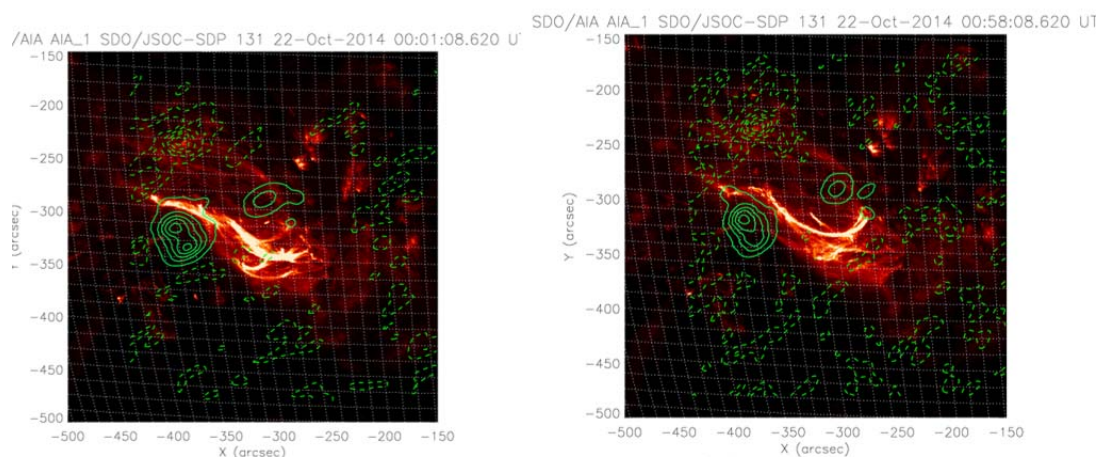 /AIA AIA_1 SDO/JSOC-SDP 131 22-Oct-2014 00:01:08.620 U
-150
-200
-250
-300
-350
-400
-450
-500
(arcsec)
-500 -450 -400 -350 -300 -250 -200 -150
X (arcsec)
SDO/AIA AIA_1 SDO/JSOC-SDP 131 22-Oct-2014 00:58:08.620 UT
-150
-200
-250
-300
-350
-400
-450
-500
Y (arcsec)
-500 -450 -400 -350 -300 -250 -200 -150
X (arcsec)